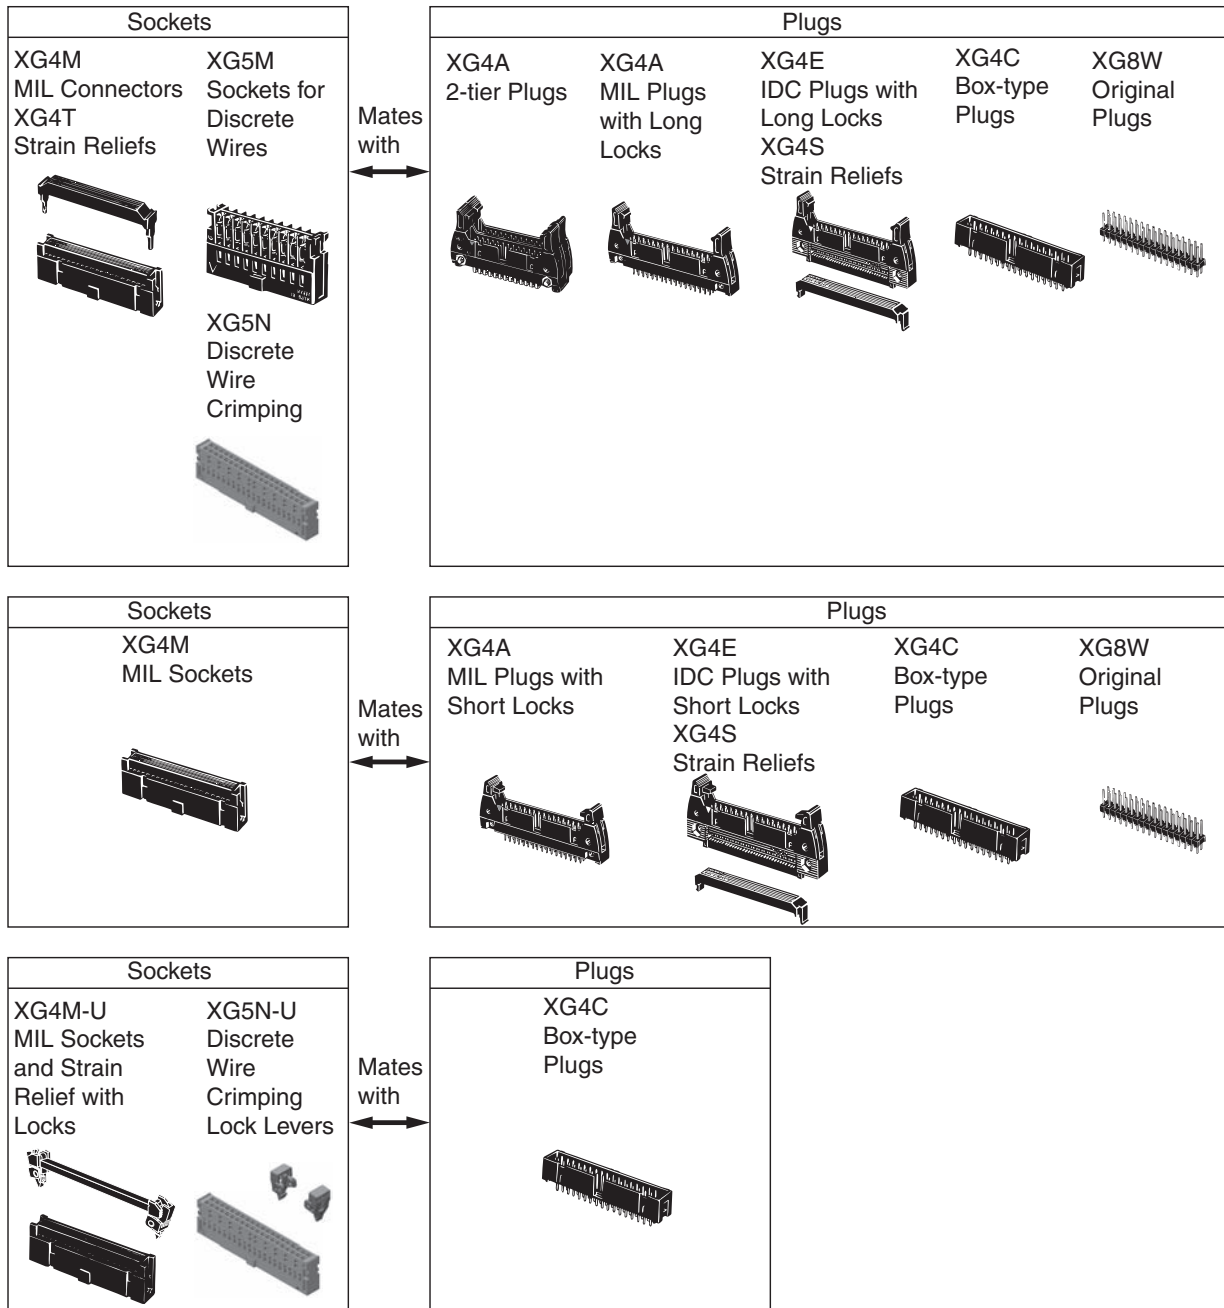 Sockets
XG4M
MIL Connectors
XG4T
Strain Reliefs
XG5M
Sockets for
Discrete
Wires
XG5N
Discrete
Wire
Crimping
Mates
with
Plugs
XG4A
2-tier Plugs
XG4A
MIL Plugs
with Long
Locks
XG4E
IDC Plugs with
Long Locks
XG4S
Strain Reliefs
XG4C
Box-type
Plugs
XG8W
Original
Plugs
Sockets
XG4M
MIL Sockets
Mates
with
Plugs
XG4A
MIL Plugs with
Short Locks
XG4E
IDC Plugs with
Short Locks
XG4S
Strain Reliefs
XG4C
Box-type
Plugs
XG8W
Original
Plugs
Sockets
XG4M-U
MIL Sockets
and Strain
Relief with
Locks
XG5N-U
Discrete
Wire
Crimping
Lock Levers
Mates
with
Plugs
XG4C
Box-type
Plugs